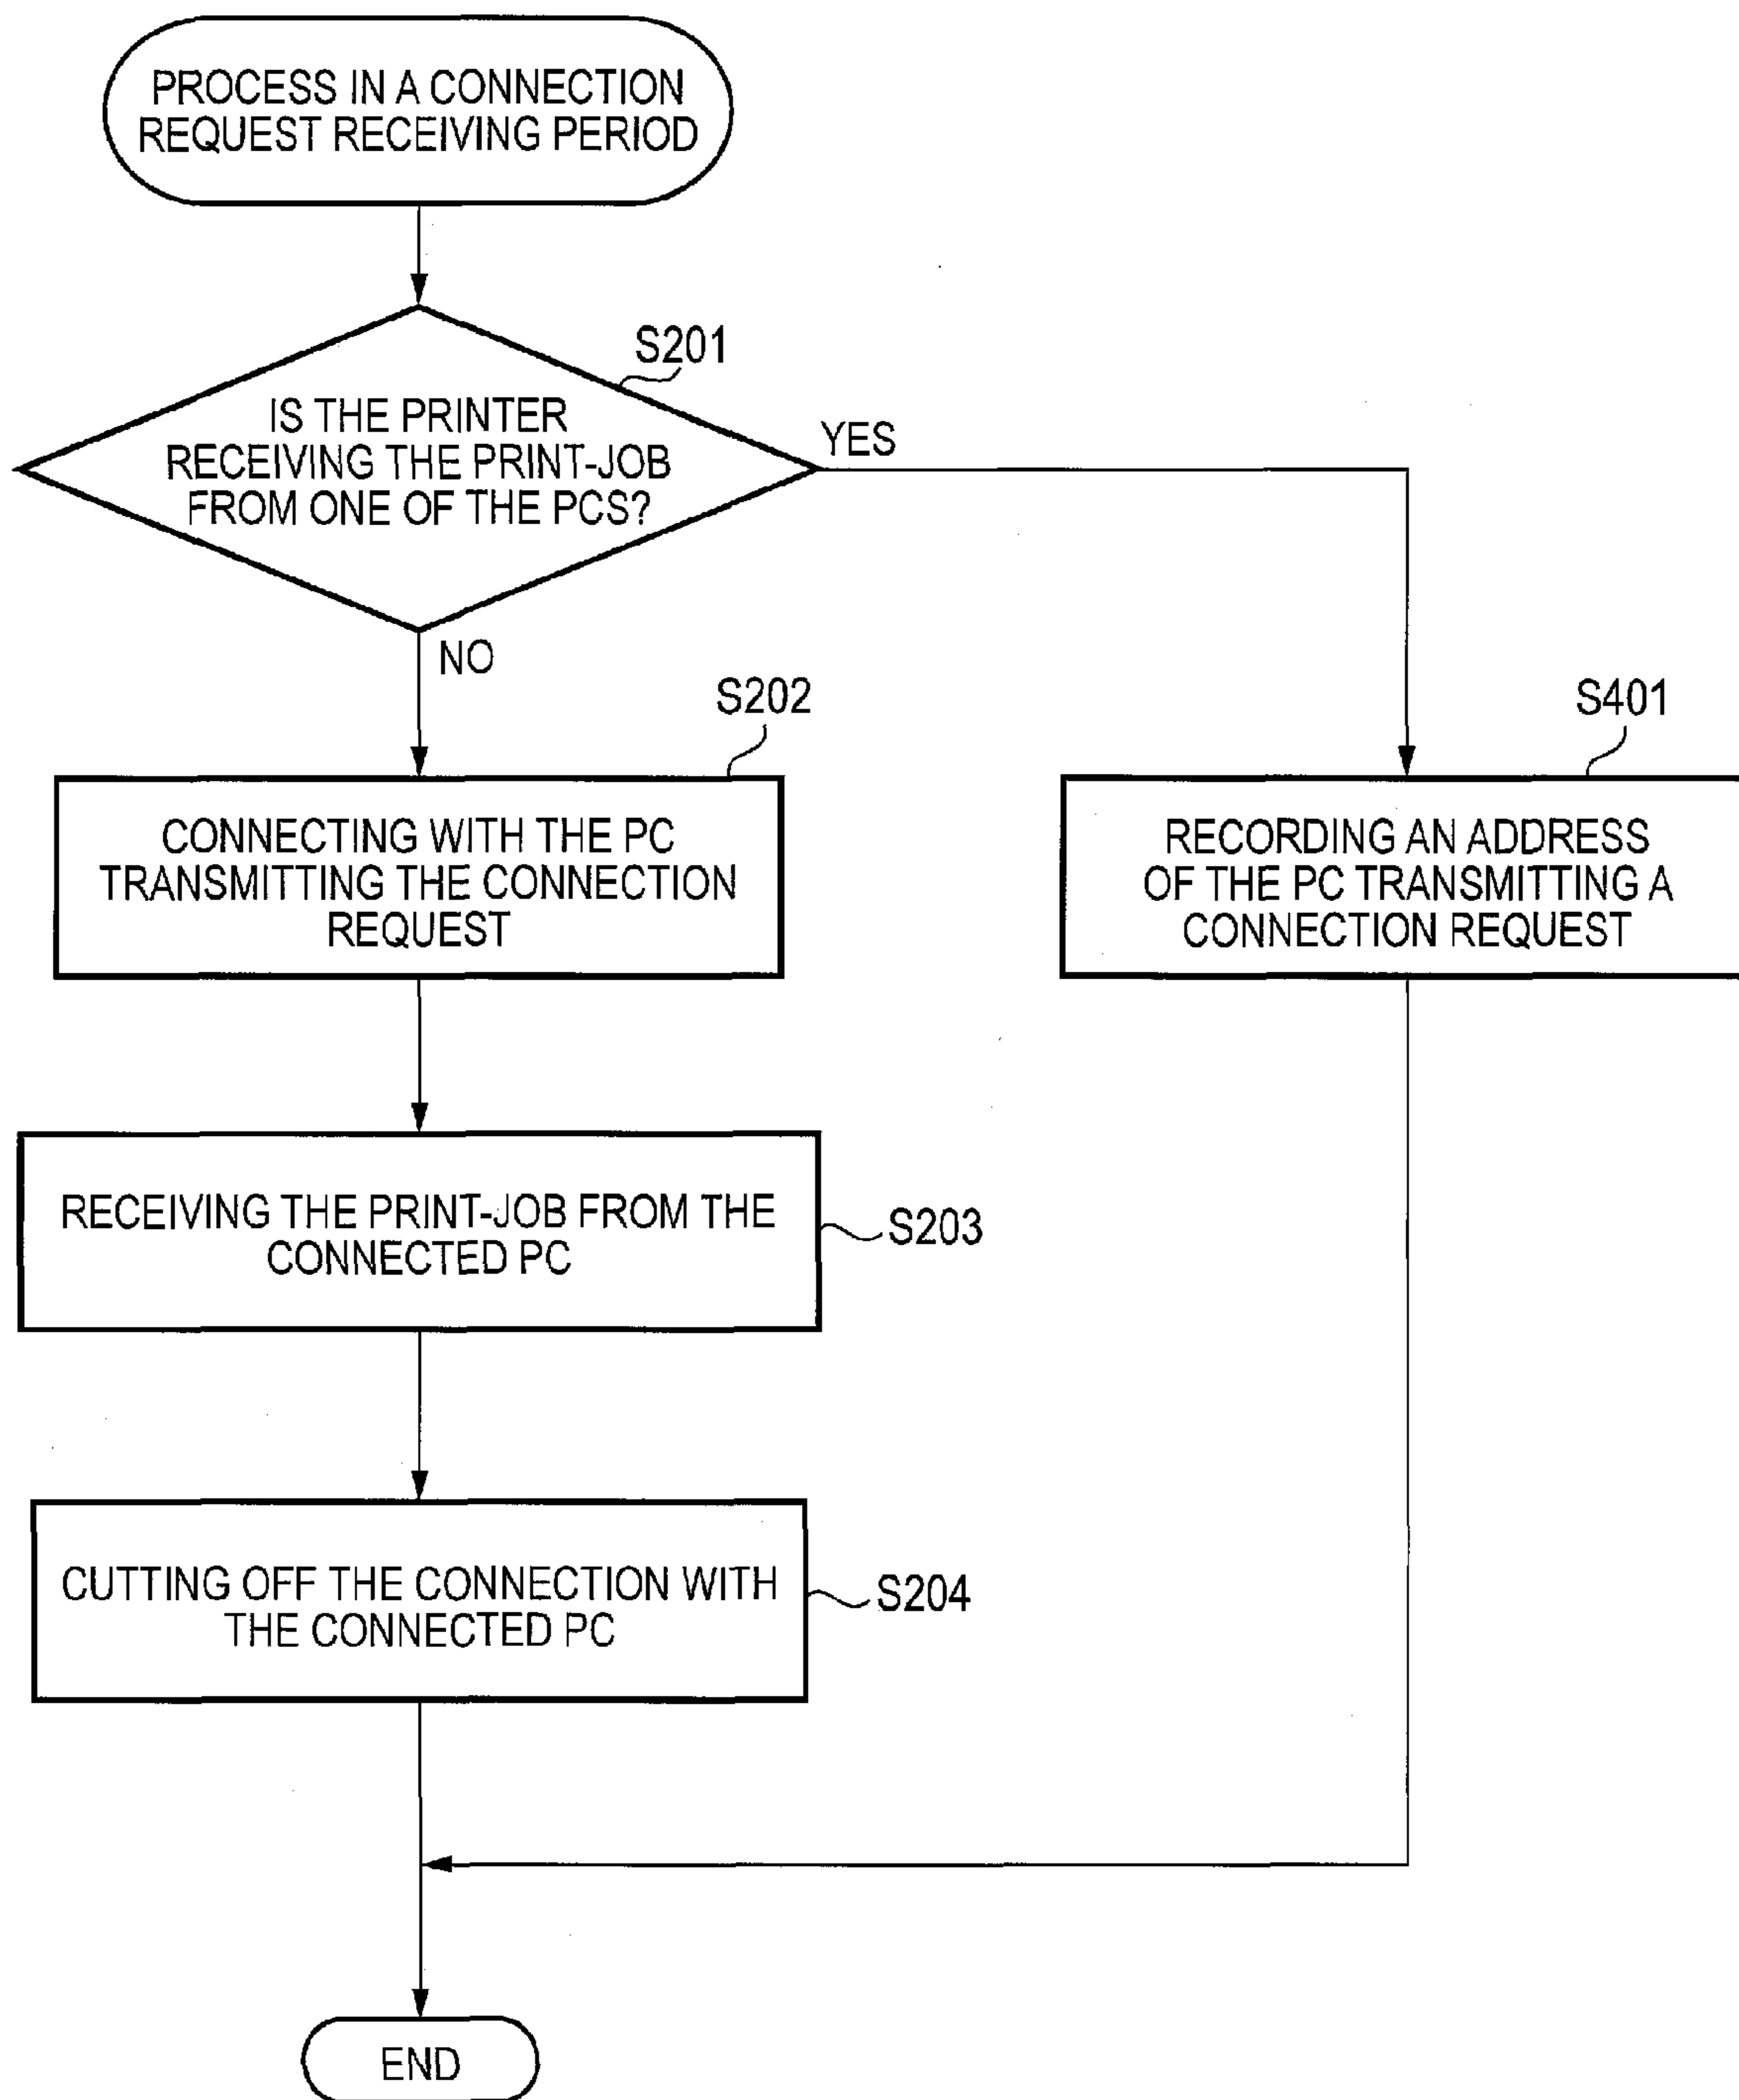 PROCESS IN A CONNECTION
REQUEST RECEIVING PERIOD
S201
IS THE PRINTER
RECEIVING THE PRINT-JOB
FROM ONE OF THE PCS?
YES
NO
S202
CONNECTING WITH THE PC
TRANSMITTING THE CONNECTION
REQUEST
S401
RECORDING AN ADDRESS
OF THE PC TRANSMITTING A
CONNECTION REQUEST
RECEIVING THE PRINT-JOB FROM THE
CONNECTED PC
S203
CUTTING OFF THE CONNECTION WITH
THE CONNECTED PC
S204
END